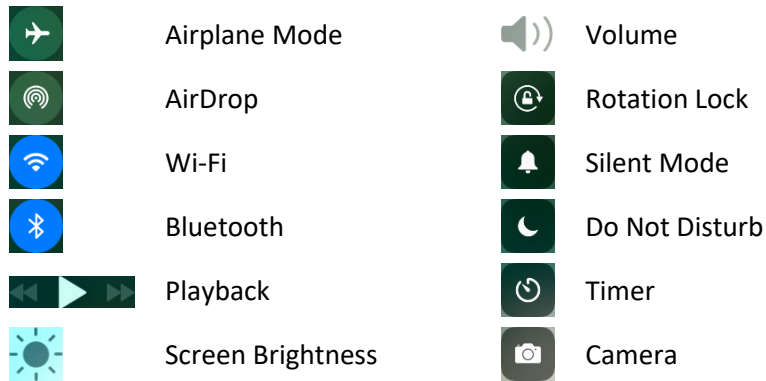 Airplane Mode
Volume
AirDrop
Rotation Lock
Wi-Fi
Silent Mode
Bluetooth
Do Not Disturb
Playback
Timer
Screen Brightness
Camera